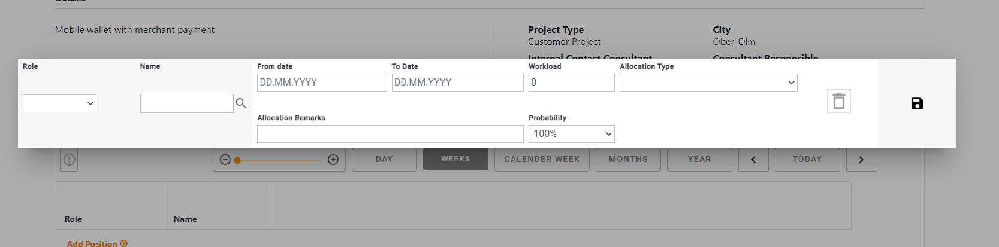 Details
Mobile wallet with merchant payment
Project Type
Customer Project
City
Ober-Olm
Internal Contact Consultant
Consultant Responsible
Role
Name
From date
DD.MM.YYYY
To Date
DD.MM.YYYY
Workload
0
Allocation Type
Allocation Remarks
Probability
100%
DAY
WEEKS
CALENDER WEEK
MONTHS
YEAR
TODAY
Role
Name
Add Position